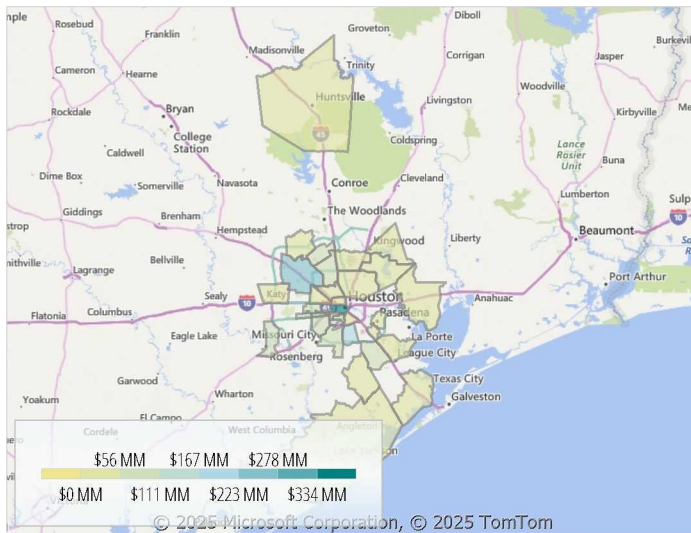 Diboll
Groveton
Rosebud
Franklin
Burkeville
Madisonville
Corrigan
Trinity
Jasper
Cameron
Hearne
Woodville
Livingston
Huntsville
Rockdale
Bryan
Kirbyville
College
Station
45
Coldspring
Lance
Rosier
Unit
Caldwell
Buna
Dime Box
Somerville
Navasota
Conroe
Cleveland
Lumberton
Sulp
Giddings
Brenham
The Woodlands
10
Hempstead
Kingwood
Liberty
Beaumont
Bellville
Lagrange
Port Arthur
Katy
Houston
Sealy
10
Anahuac
Flatonia
Columbus
Pasadena
Eagle Lake
Missouri City
La Porte
Rosenberg
League City
Garwood
Texas City
Wharton
Galveston
Yoakum
El Campo
Cordele
West Columbia
Angleton
$56 MM $167 MM $278 MM
$0 MM $111 MM $223 MM $334 MM
© 2025 Microsoft Corporation, © 2025 TomTom